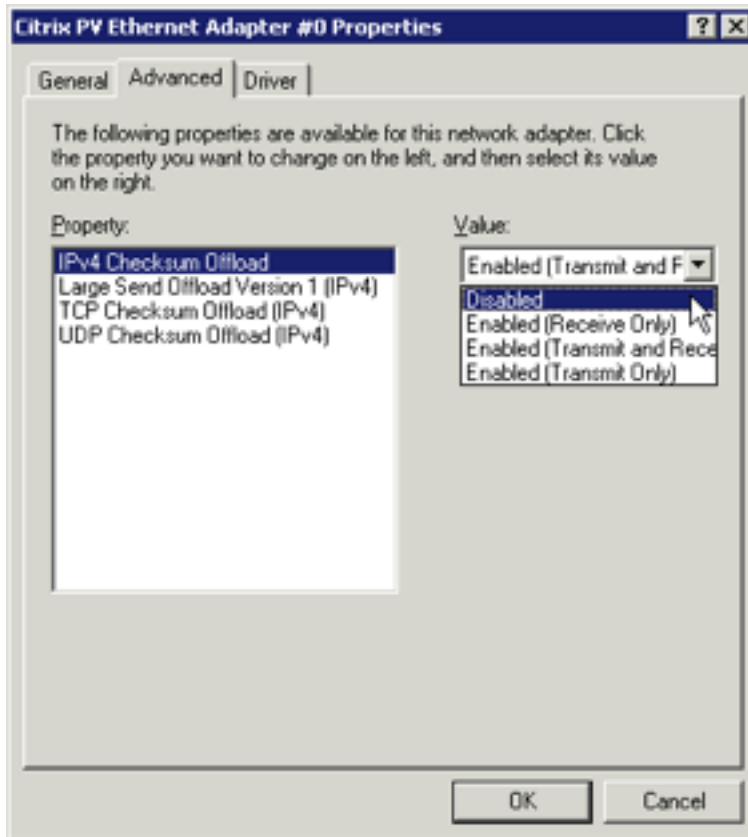 Citrix PV Ethernet Adapter #0 Properties
General
Advanced
Driver
The following properties are available for this network adapter. Click
the property you want to change on the left, and then select its value
on the right.
Property:
IPv4 Checksum Offload
Large Send Offload Version 1 (IPv4)
TCP Checksum Offload (IPv4)
UDP Checksum Offload (IPv4)
Value:
Enabled (Transmit and F
Disabled
Enabled (Receive Only)
Enabled (Transmit and Rece
Enabled (Transmit Only)
OK
Cancel